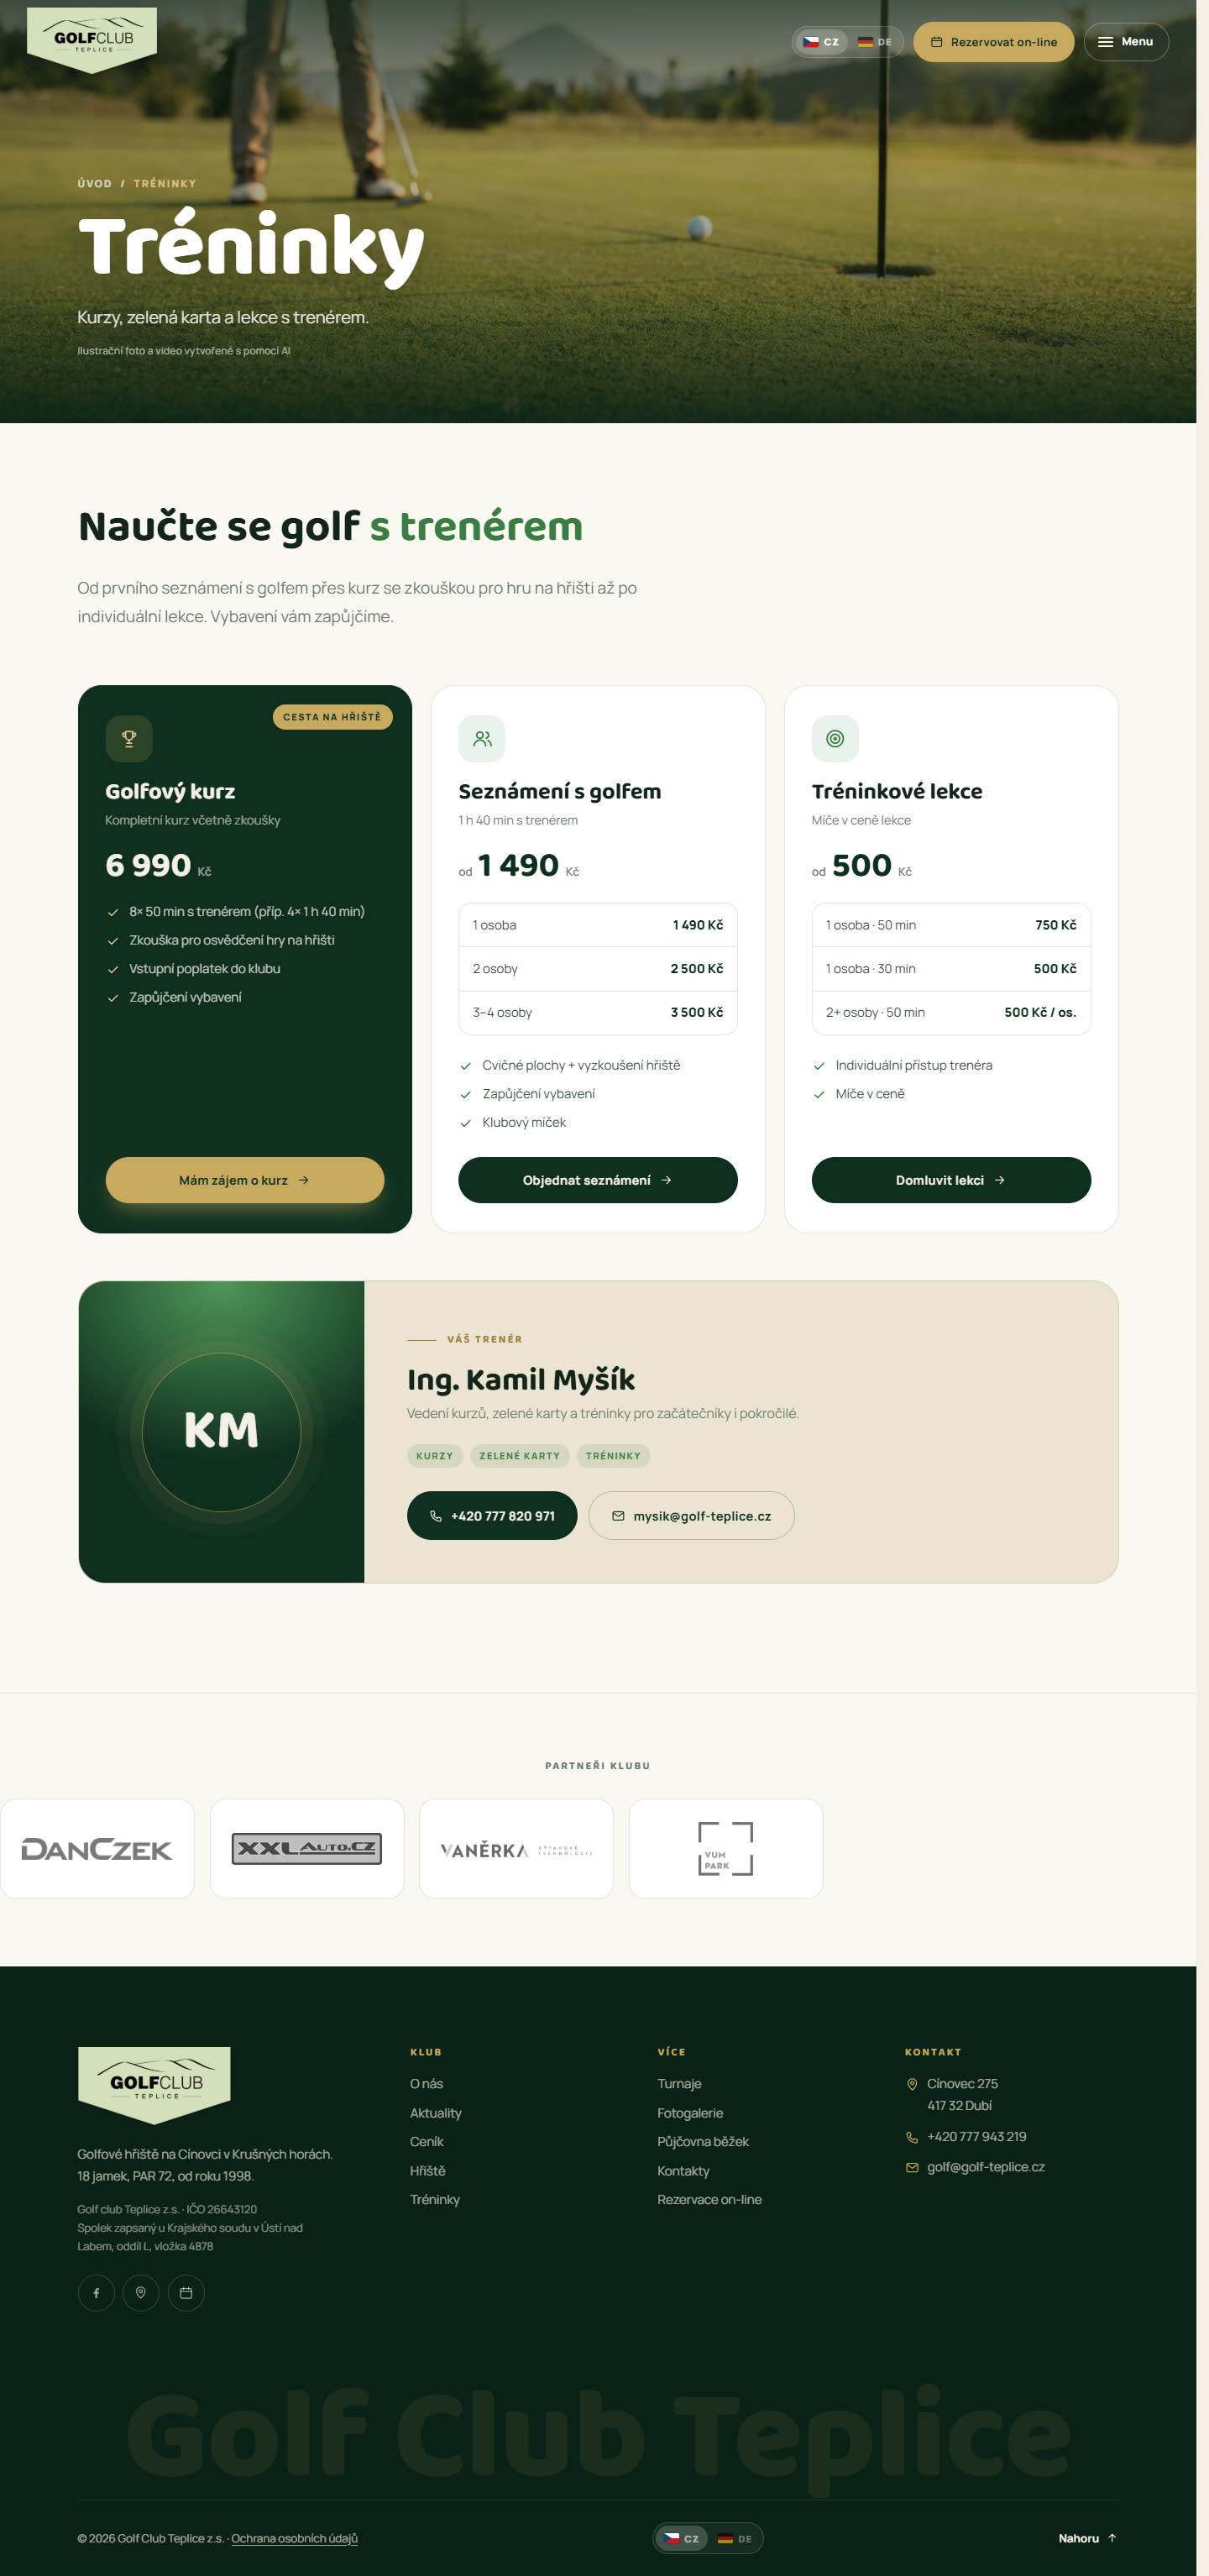 GOLFCLUB
TEPLICE
CZ
DE
Rezervovat on-line
Menu
ÚVOD / TRÉNINKY
Tréninky
Kurzy, zelená karta a lekce s trenérem.
Ilustrační foto a video vytvořené s pomocí AI
Naučte se golf s trenérem
Od prvního seznámení s golfem přes kurz se zkouškou pro hru na hřišti až po
individuální lekce. Vybavení vám zapůjčíme.
CESTA NA HŘIŠTĚ
Golfový kurz
Kompletní kurz včetně zkoušky
6 990 Kč
8× 50 min s trenérem (příp. 4× 1 h 40 min)
Zkouška pro osvědčení hry na hřišti
Vstupní poplatek do klubu
Zapůjčení vybavení
Mám zájem o kurz →
Seznámení s golfem
1 h 40 min s trenérem
od 1 490 Kč
1 osoba 1 490 Kč
2 osoby 2 500 Kč
3–4 osoby 3 500 Kč
Cvičné plochy + vyzkoušení hřiště
Zapůjčení vybavení
Klubový míček
Objednat seznámení →
Tréninkové lekce
Míče v ceně lekce
od 500 Kč
1 osoba · 50 min 750 Kč
1 osoba · 30 min 500 Kč
2+ osoby · 50 min 500 Kč / os.
Individuální přístup trenéra
Míče v ceně
Domluvit lekci →
KM
VÁŠ TRENÉR
Ing. Kamil Myšík
Vedení kurzů, zelené karty a tréninky pro začátečníky i pokročilé.
KURZY
ZELENÉ KARTY
TRÉNINKY
+420 777 820 971
mysik@golf-teplice.cz
PARTNEŘI KLUBU
DANCZEK
XXLAUTO.CZ
VANĚRKA VÝTAHOVÉ
TECHNOLOGIE
VUM
PARK
GOLFCLUB
TEPLICE
Golfové hřiště na Cínovci v Krušných horách.
18 jamek, PAR 72, od roku 1998.
Golf club Teplice z.s. · IČO 26643120
Spolek zapsaný u Krajského soudu v Ústí nad
Labem, oddíl L, vložka 4878
KLUB
O nás
Aktuality
Ceník
Hřiště
Tréninky
VÍCE
Turnaje
Fotogalerie
Půjčovna běžek
Kontakty
Rezervace on-line
KONTAKT
Cínovec 275
417 32 Dubí
+420 777 943 219
golf@golf-teplice.cz
Golf Club Teplice
© 2026 Golf Club Teplice z.s. · Ochrana osobních údajů
CZ
DE
Nahoru ↑